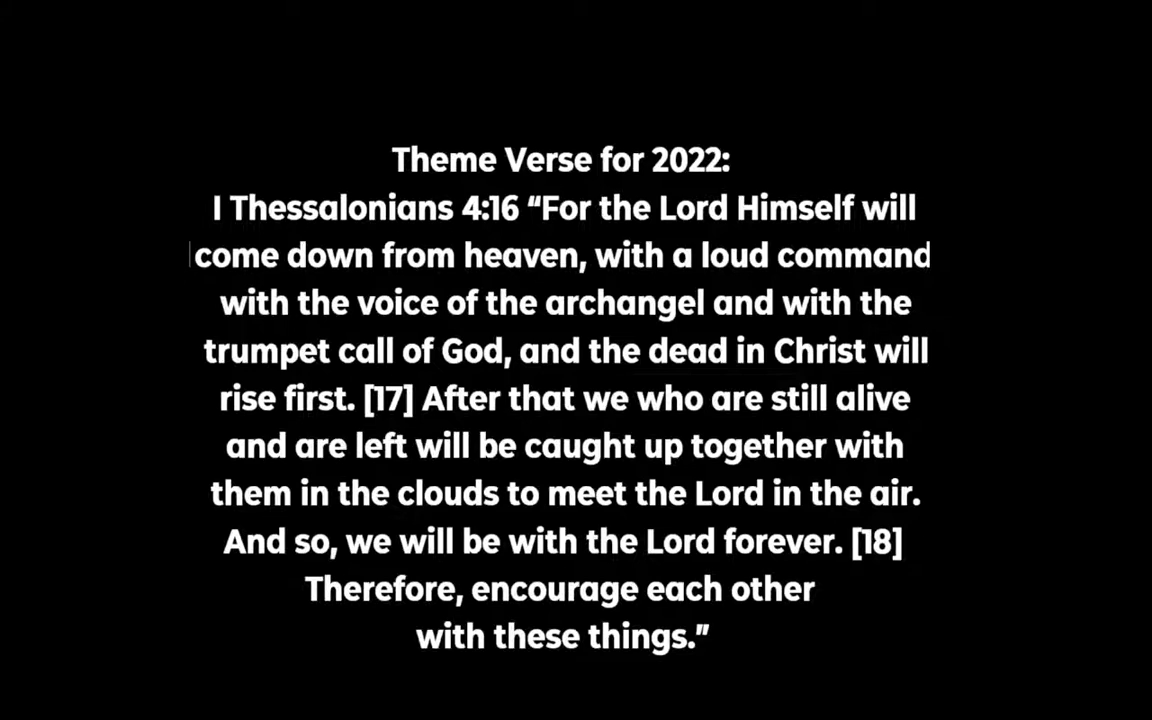 Theme Verse for 2022:
I Thessalonians 4:16 “For the Lord Himself will
come down from heaven, with a loud command
with the voice of the archangel and with the
trumpet call of God, and the dead in Christ will
rise first. [17] After that we who are still alive
and are left will be caught up together with
them in the clouds to meet the Lord in the air.
And so, we will be with the Lord forever. [18]
Therefore, encourage each other
with these things.”